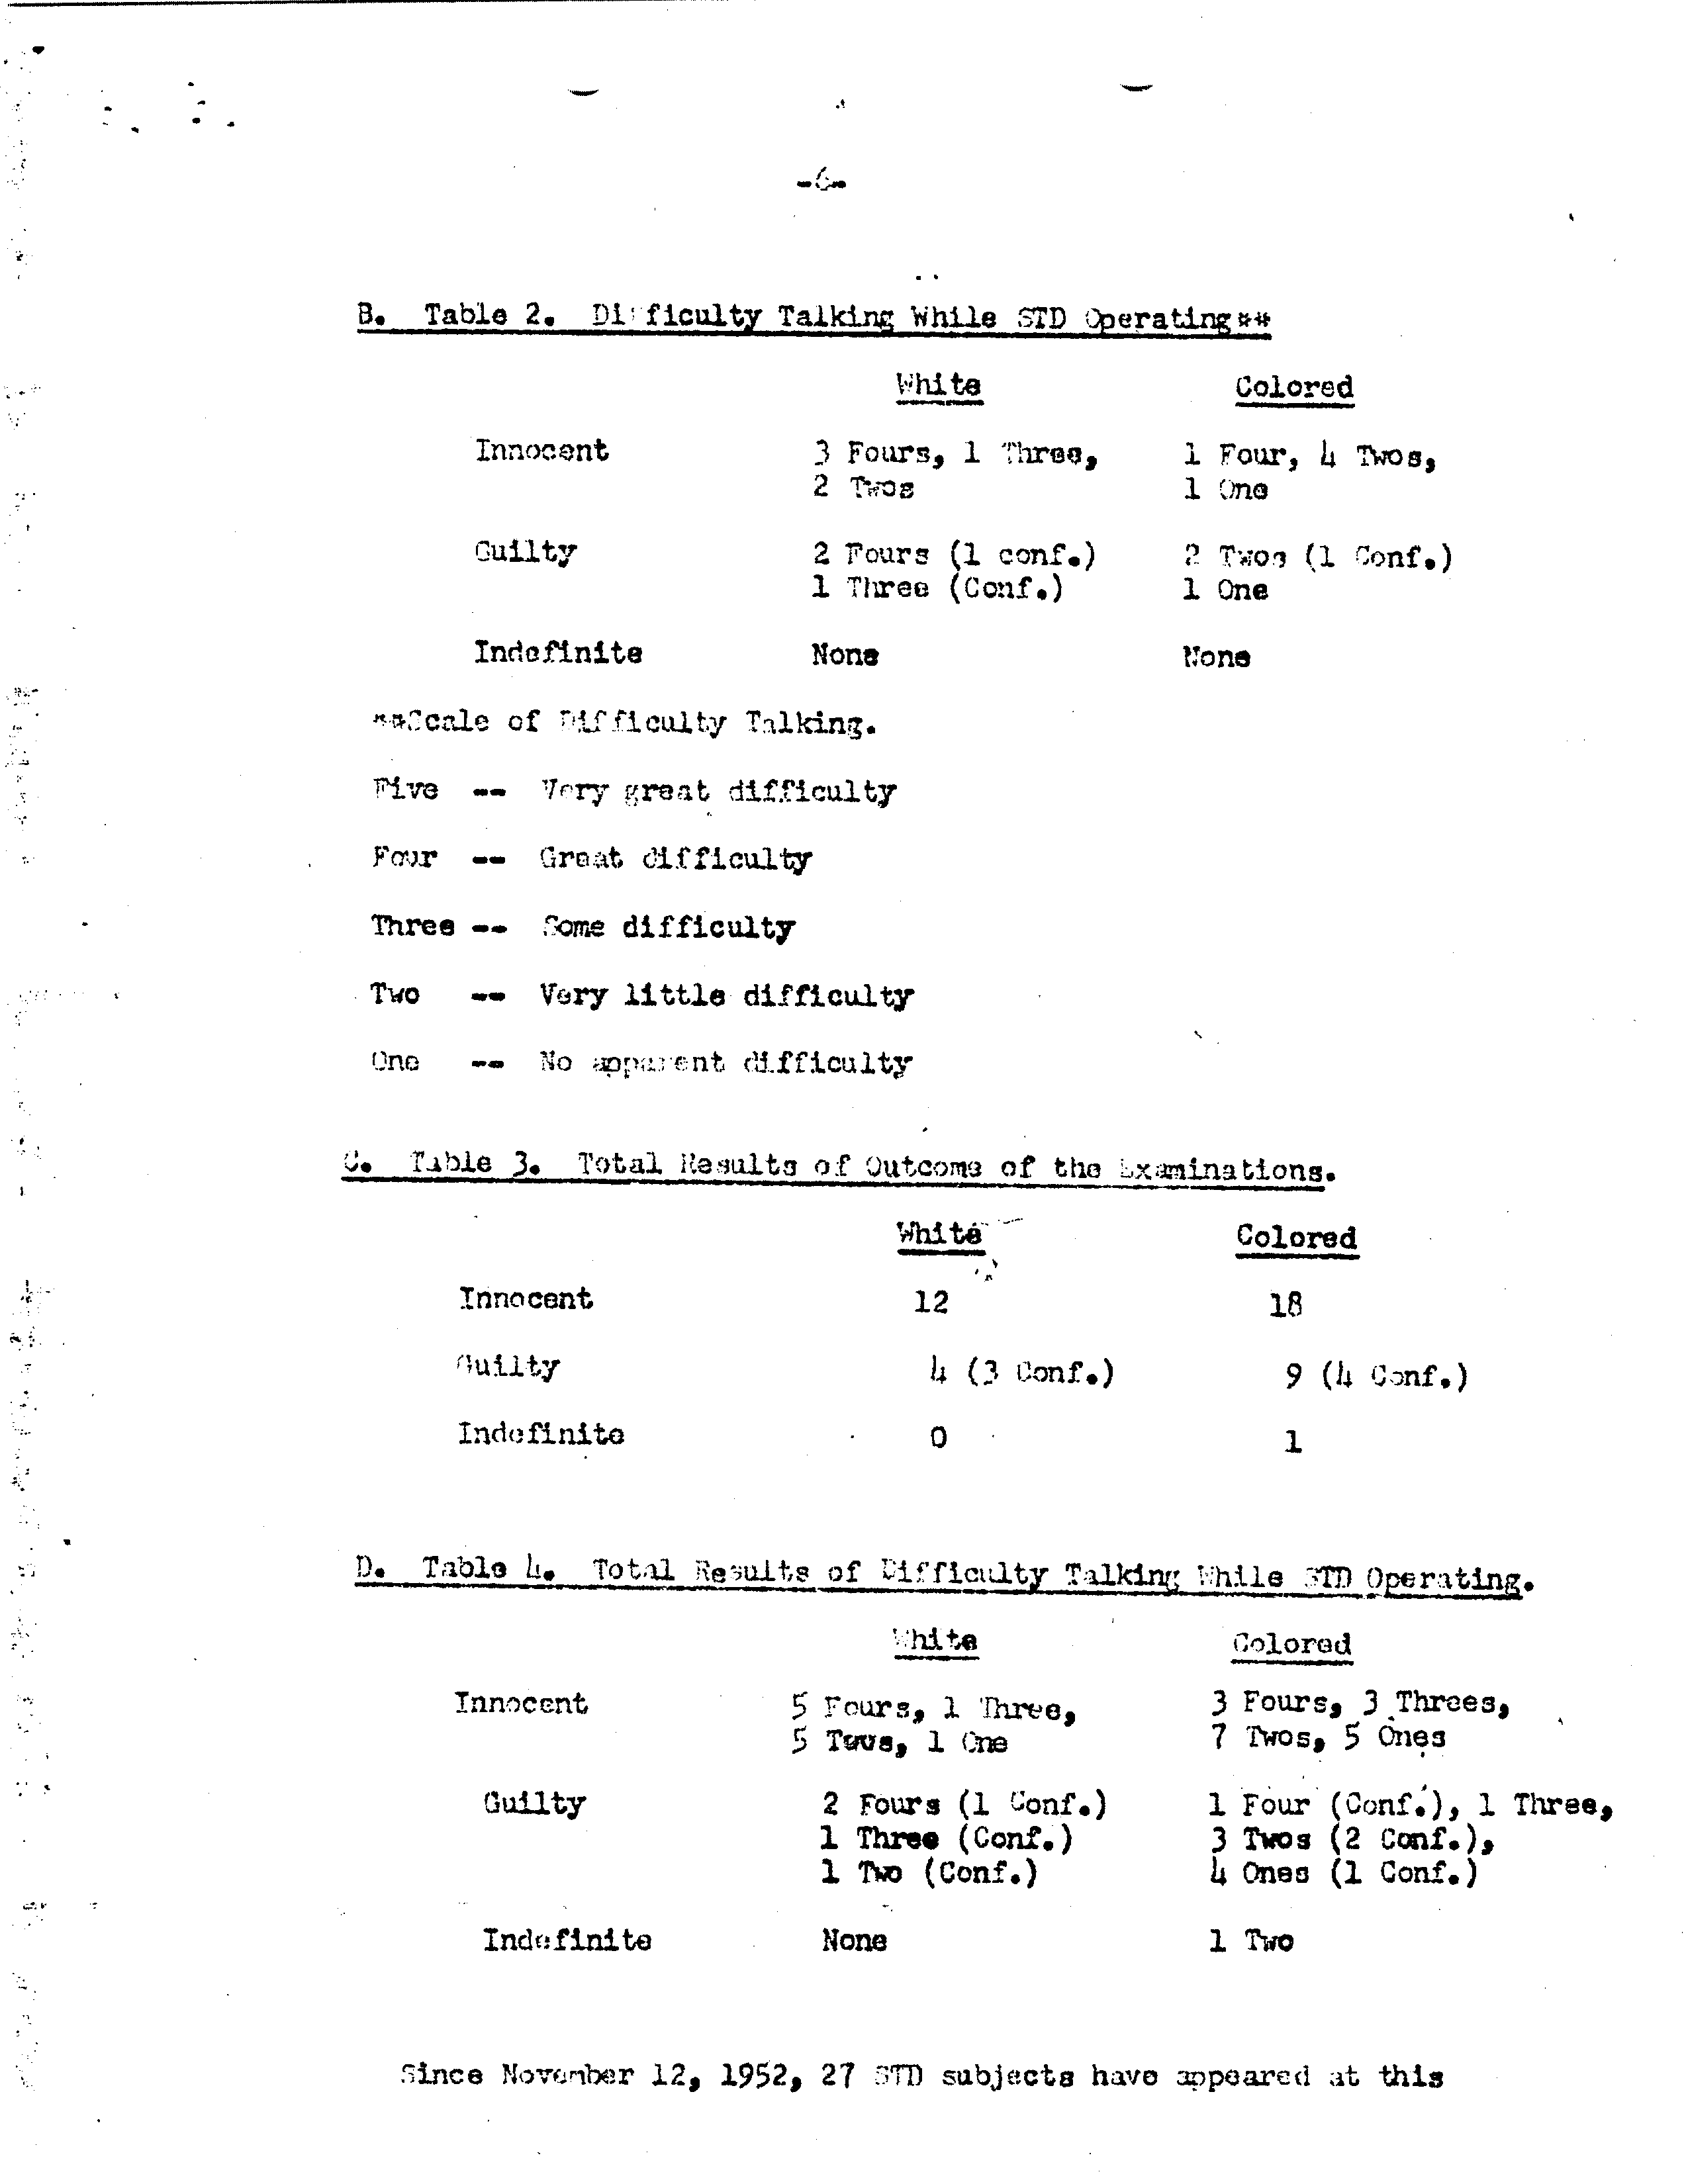 -6-
B. Table 2. Difficulty Talking While STD Operating**
White Colored
Innocent 3 Fours, 1 Three, 1 Four, 4 Twos,
2 Twos 1 One
Guilty 2 Fours (1 conf.) 2 Twos (1 Conf.)
1 Three (Conf.) 1 One
Indefinite None None
**Scale of Difficulty Talking.
Five -- Very great difficulty
Four -- Great difficulty
Three -- Some difficulty
Two -- Very little difficulty
One -- No apparent difficulty
C. Table 3. Total Results of Outcome of the Examinations.
White Colored
Innocent 12 18
Guilty 4 (3 Conf.) 9 (4 Conf.)
Indefinite 0 1
D. Table 4. Total Results of Difficulty Talking While STD Operating.
White Colored
Innocent 5 Fours, 1 Three, 3 Fours, 3 Threes,
5 Twos, 1 One 7 Twos, 5 Ones
Guilty 2 Fours (1 Conf.) 1 Four (Conf.), 1 Three,
1 Three (Conf.) 3 Twos (2 Conf.),
1 Two (Conf.) 4 Ones (1 Conf.)
Indefinite None 1 Two
Since November 12, 1952, 27 STD subjects have appeared at this